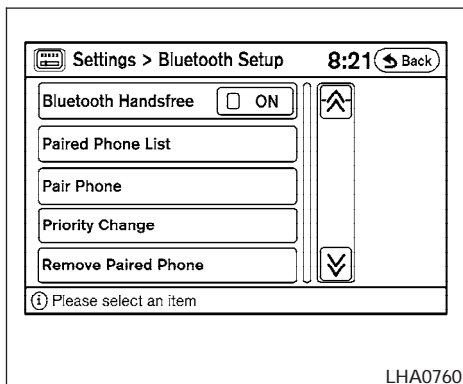 Settings > Bluetooth Setup 8:21 Back
Bluetooth Handsfree ON
Paired Phone List
Pair Phone
Priority Change
Remove Paired Phone
i Please select an item
LHA0760